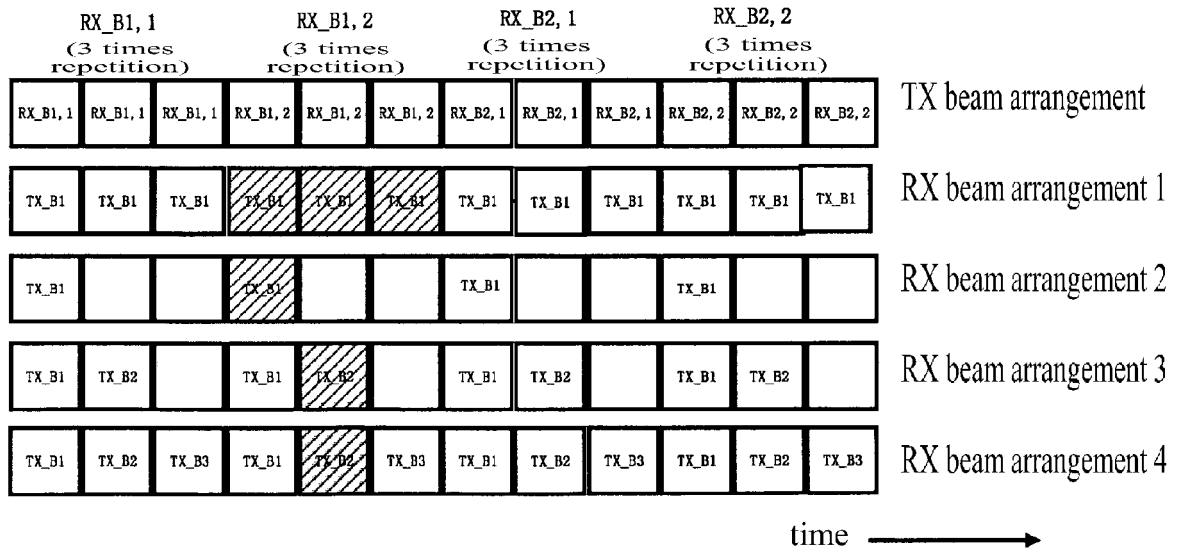 RX_B1, 1 RX_B1, 2 RX_B2, 1 RX_B2, 2
(3 times repetition) (3 times repetition) (3 times repetition) (3 times repetition)
RX_B1, 1 RX_B1, 1 RX_B1, 1 RX_B1, 2 RX_B1, 2 RX_B1, 2 RX_B2, 1 RX_B2, 1 RX_B2, 1 RX_B2, 2 RX_B2, 2 RX_B2, 2 TX beam arrangement
TX_B1 TX_B1 TX_B1 TX_B1 TX_B1 TX_B1 TX_B1 TX_B1 TX_B1 TX_B1 TX_B1 TX_B1 RX beam arrangement 1
TX_B1 TX_B1 TX_B1 TX_B1 RX beam arrangement 2
TX_B1 TX_B2 TX_B1 TX_B2 TX_B1 TX_B2 TX_B1 TX_B2 RX beam arrangement 3
TX_B1 TX_B2 TX_B3 TX_B1 TX_B2 TX_B3 TX_B1 TX_B2 TX_B3 TX_B1 TX_B2 TX_B3 RX beam arrangement 4
time